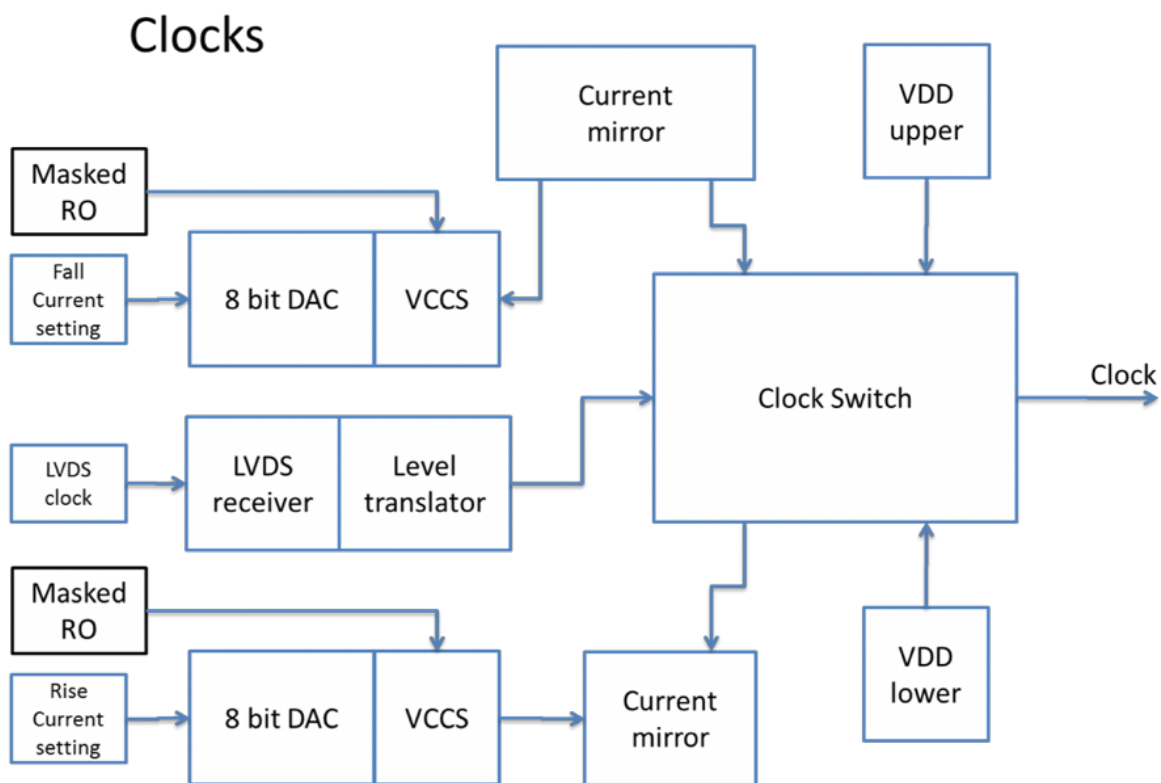 Clocks
Current
mirror
VDD
upper
Masked
RO
Fall
Current
setting
8 bit DAC
VCCS
Clock Switch
Clock
LVDS
clock
LVDS
receiver
Level
translator
Masked
RO
Rise
Current
setting
8 bit DAC
VCCS
Current
mirror
VDD
lower